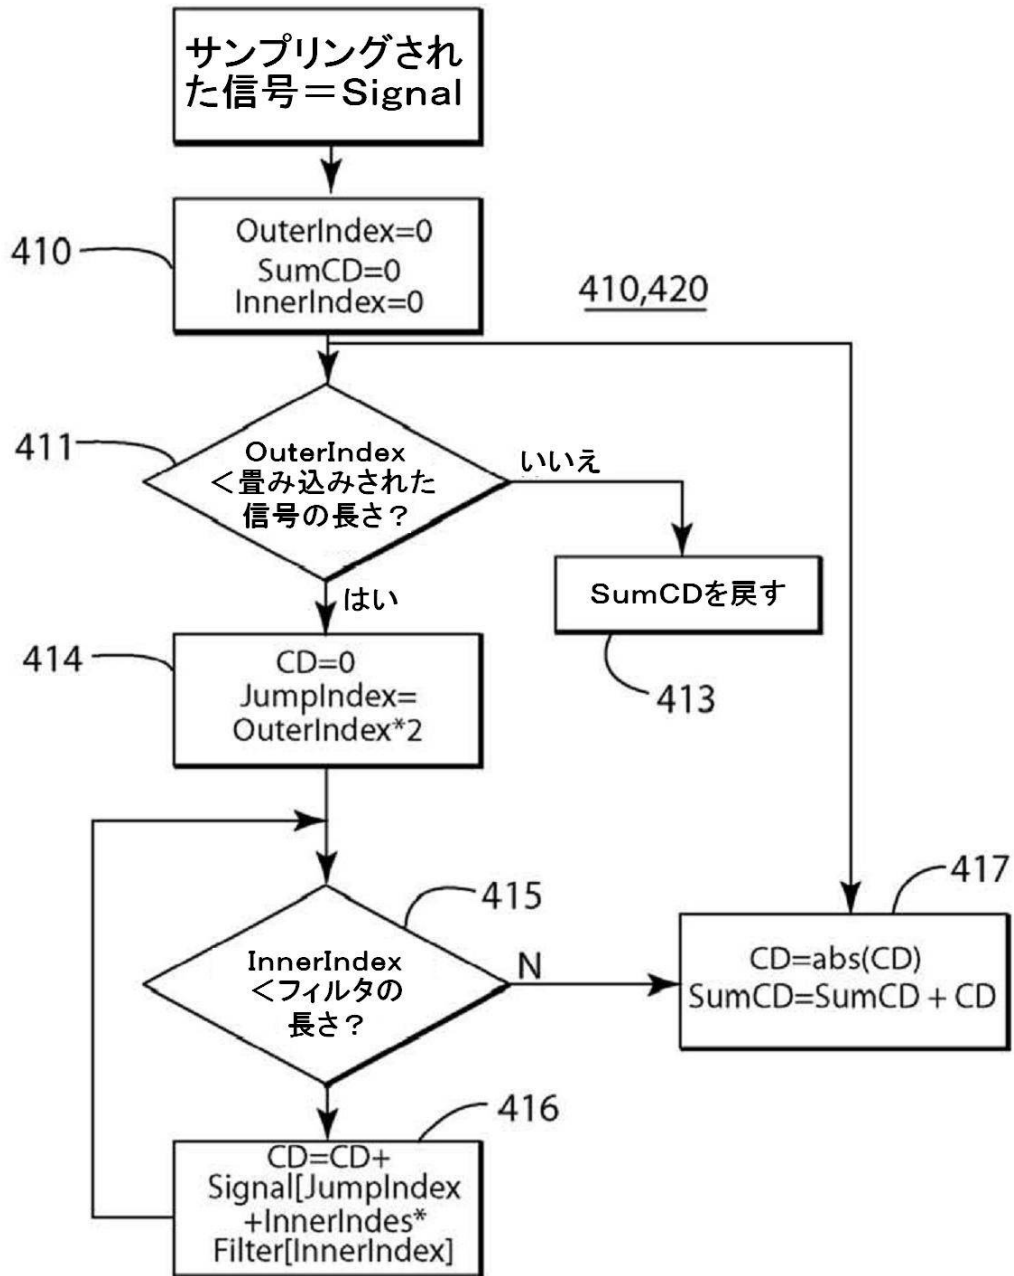 サンプリングされ
た信号＝Signal
410
OuterIndex=0
SumCD=0
InnerIndex=0
410,420
411
OuterIndex
＜畳み込みされた
信号の長さ？
いいえ
はい
SumCDを戻す
413
414
CD=0
JumpIndex=
OuterIndex*2
415
InnerIndex
＜フィルタの
長さ？
N
417
CD=abs(CD)
SumCD=SumCD + CD
416
CD=CD+
Signal[JumpIndex
+InnerIndes*
Filter[InnerIndex]